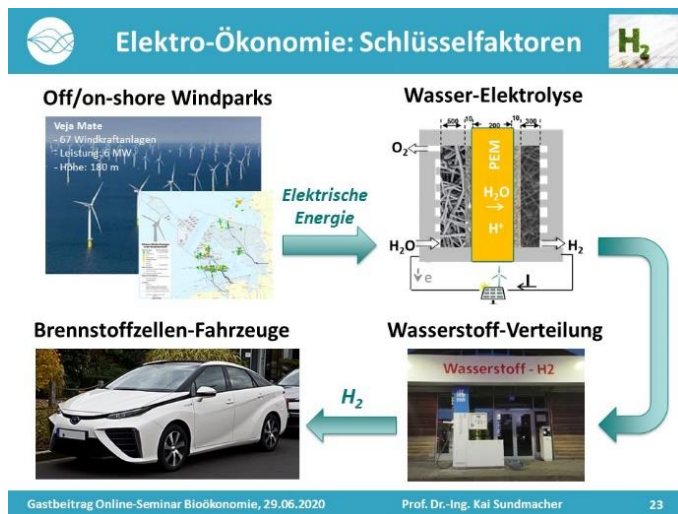 Elektro-Ökonomie: Schlüsselfaktoren
H₂
Off/on-shore Windparks
Veja Mate
- 67 Windkraftanlagen
- Leistung: 6 MW
- Höhe: 180 m
Elektrische
Energie
Wasser-Elektrolyse
500 10 200 10 300
O₂
PEM
H₂O
H⁺
H₂O
H₂
e
I
Brennstoffzellen-Fahrzeuge
H₂
Wasserstoff-Verteilung
Wasserstoff - H2
Gastbeitrag Online-Seminar Bioökonomie, 29.06.2020
Prof. Dr.-Ing. Kai Sundmacher
23